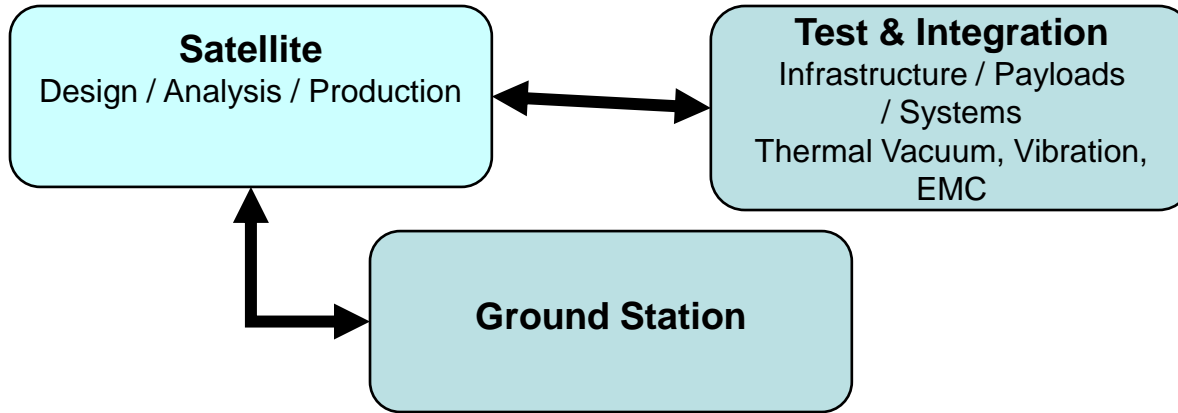 Satellite
Design / Analysis / Production
Test & Integration
Infrastructure / Payloads
/ Systems
Thermal Vacuum, Vibration,
EMC
Ground Station